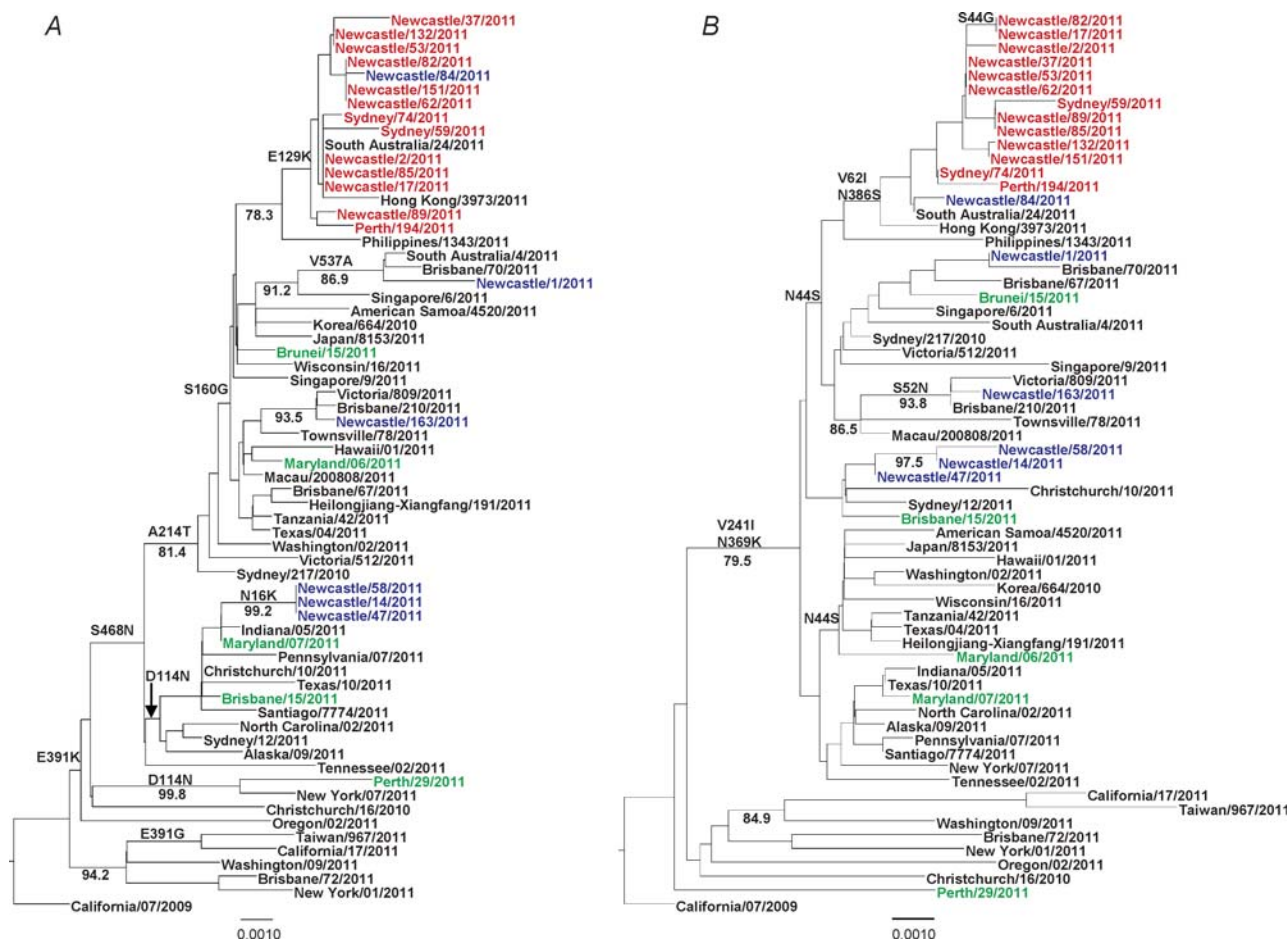 A
Newcastle/37/2011
Newcastle/132/2011
Newcastle/53/2011
Newcastle/82/2011
Newcastle/84/2011
Newcastle/151/2011
Newcastle/62/2011
Sydney/74/2011
Sydney/59/2011
South Australia/24/2011
E129K
Newcastle/2/2011
Newcastle/85/2011
Newcastle/17/2011
Hong Kong/3973/2011
Newcastle/89/2011
78.3
Perth/194/2011
Philippines/1343/2011
South Australia/4/2011
V537A
Brisbane/70/2011
86.9
Newcastle/1/2011
91.2
Singapore/6/2011
American Samoa/4520/2011
Korea/664/2010
Japan/8153/2011
Brunei/15/2011
Wisconsin/16/2011
Singapore/9/2011
S160G
Victoria/809/2011
Brisbane/210/2011
93.5
Newcastle/163/2011
Townsville/78/2011
Hawaii/01/2011
Maryland/06/2011
Macau/200808/2011
Brisbane/67/2011
Heilongjiang-Xiangfang/191/2011
Tanzania/42/2011
Texas/04/2011
A214T
Washington/02/2011
81.4
Victoria/512/2011
Sydney/217/2010
Newcastle/58/2011
N16K
Newcastle/14/2011
99.2
Newcastle/47/2011
S468N
Indiana/05/2011
Maryland/07/2011
Pennsylvania/07/2011
Christchurch/10/2011
D114N
Texas/10/2011
Brisbane/15/2011
Santiago/7774/2011
North Carolina/02/2011
Sydney/12/2011
Alaska/09/2011
E391K
Tennessee/02/2011
D114N
Perth/29/2011
99.8
New York/07/2011
Christchurch/16/2010
Oregon/02/2011
E391G
Taiwan/967/2011
California/17/2011
Washington/09/2011
94.2
Brisbane/72/2011
New York/01/2011
California/07/2009
0.0010
B
S44G
Newcastle/82/2011
Newcastle/17/2011
Newcastle/2/2011
Newcastle/37/2011
Newcastle/53/2011
Newcastle/62/2011
Sydney/59/2011
Newcastle/89/2011
Newcastle/85/2011
Newcastle/132/2011
Newcastle/151/2011
V62I
Sydney/74/2011
Perth/194/2011
N386S
Newcastle/84/2011
South Australia/24/2011
Hong Kong/3973/2011
Philippines/1343/2011
Newcastle/1/2011
Brisbane/70/2011
Brisbane/67/2011
Brunei/15/2011
N44S
Singapore/6/2011
South Australia/4/2011
Sydney/217/2010
Victoria/512/2011
Singapore/9/2011
Victoria/809/2011
S52N
Newcastle/163/2011
93.8
Brisbane/210/2011
Townsville/78/2011
86.5
Macau/200808/2011
Newcastle/58/2011
97.5
Newcastle/14/2011
Newcastle/47/2011
Christchurch/10/2011
Sydney/12/2011
Brisbane/15/2011
V241I
American Samoa/4520/2011
N369K
Japan/8153/2011
79.5
Hawaii/01/2011
Washington/02/2011
Korea/664/2010
Wisconsin/16/2011
Tanzania/42/2011
N44S
Texas/04/2011
Heilongjiang-Xiangfang/191/2011
Maryland/06/2011
Indiana/05/2011
Texas/10/2011
Maryland/07/2011
North Carolina/02/2011
Alaska/09/2011
Pennsylvania/07/2011
Santiago/7774/2011
New York/07/2011
Tennessee/02/2011
California/17/2011
Taiwan/967/2011
84.9
Washington/09/2011
Brisbane/72/2011
New York/01/2011
Oregon/02/2011
Christchurch/16/2010
Perth/29/2011
California/07/2009
0.0010